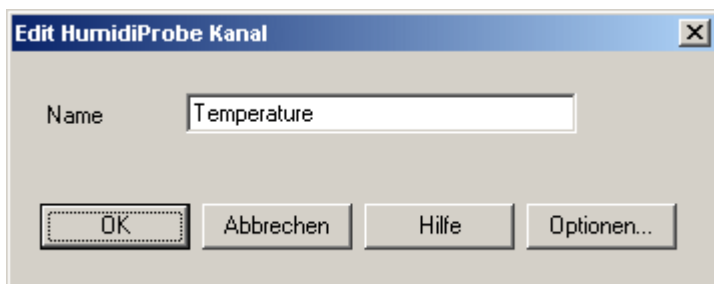 Edit HumidiProbe Kanal
Name Temperature
OK Abbrechen Hilfe Optionen...